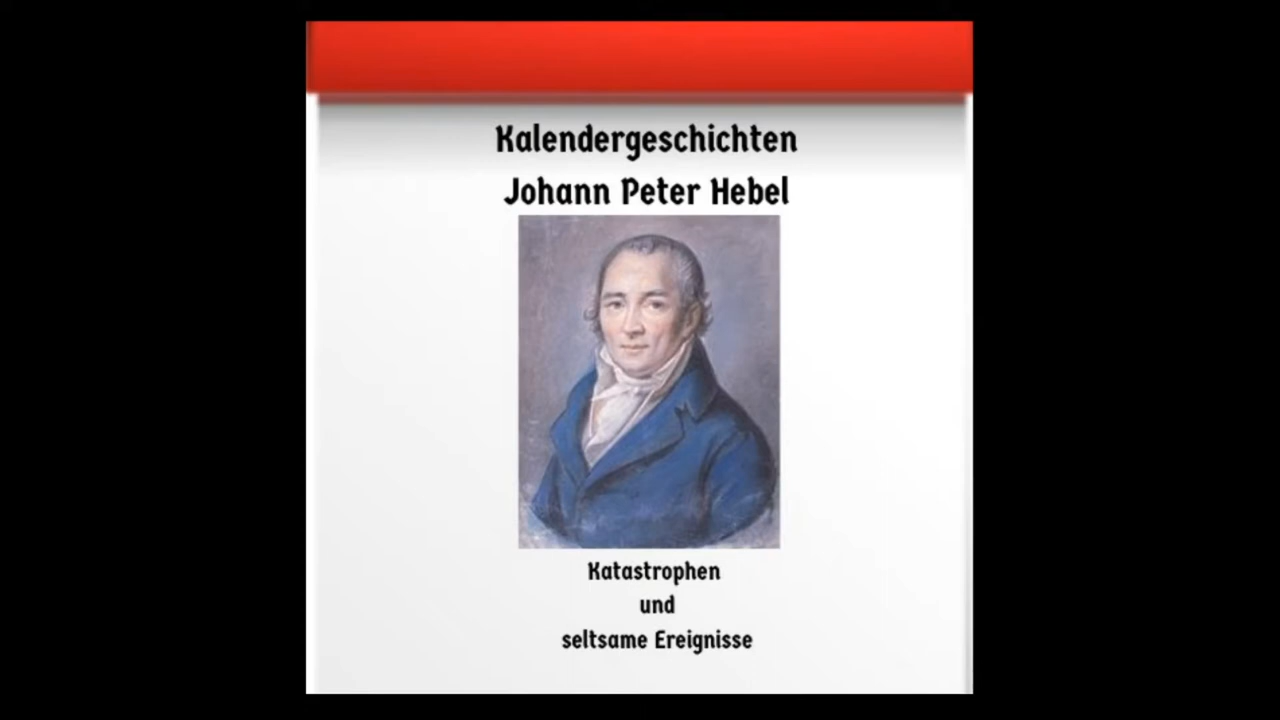 Kalendergeschichten
Johann Peter Hebel
Katastrophen
und
seltsame Ereignisse